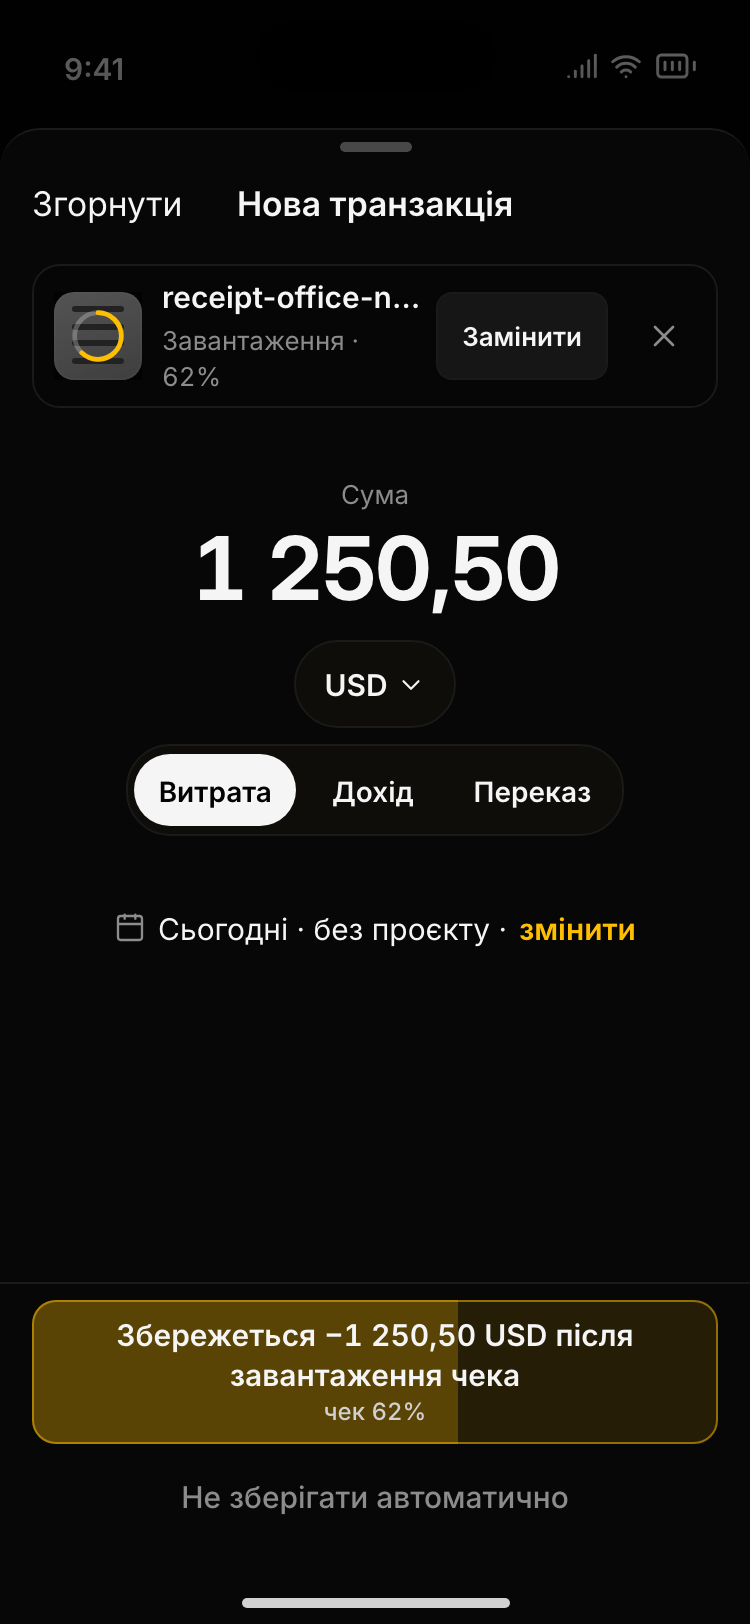 9:41
Згорнути
Нова транзакція
receipt-office-n...
Завантаження ·
62%
Замінити
Сума
1 250,50
USD
Витрата
Дохід
Переказ
Сьогодні · без проєкту · змінити
Збережеться −1 250,50 USD після
завантаження чека
чек 62%
Не зберігати автоматично